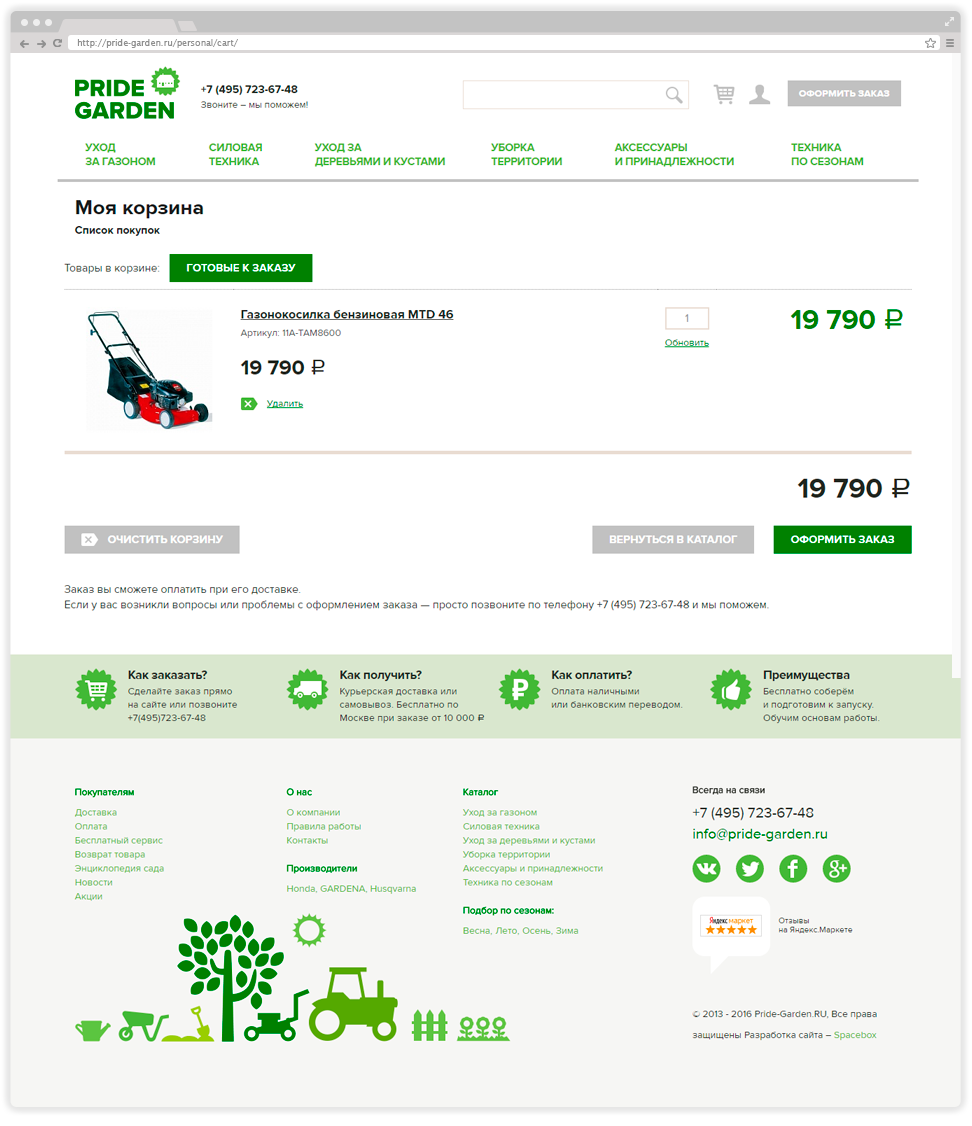 http://pride-garden.ru/personal/cart/
PRIDE
GARDEN
+7 (495) 723-67-48
Звоните – мы поможем!
ОФОРМИТЬ ЗАКАЗ
УХОД
ЗА ГАЗОНОМ
СИЛОВАЯ
ТЕХНИКА
УХОД ЗА
ДЕРЕВЬЯМИ И КУСТАМИ
УБОРКА
ТЕРРИТОРИИ
АКСЕССУАРЫ
И ПРИНАДЛЕЖНОСТИ
ТЕХНИКА
ПО СЕЗОНАМ
Моя корзина
Список покупок
Товары в корзине:
ГОТОВЫЕ К ЗАКАЗУ
Газонокосилка бензиновая MTD 46
Артикул: 11A-TAM8600
19 790 ₽
Удалить
1
Обновить
19 790 ₽
19 790 ₽
ОЧИСТИТЬ КОРЗИНУ
ВЕРНУТЬСЯ В КАТАЛОГ
ОФОРМИТЬ ЗАКАЗ
Заказ вы сможете оплатить при его доставке.
Если у вас возникли вопросы или проблемы с оформлением заказа — просто позвоните по телефону +7 (495) 723-67-48 и мы поможем.
Как заказать?
Сделайте заказ прямо
на сайте или позвоните
+7(495)723-67-48
Как получить?
Курьерская доставка или
самовывоз. Бесплатно по
Москве при заказе от 10 000 ₽
Как оплатить?
Оплата наличными
или банковским переводом.
Преимущества
Бесплатно соберём
и подготовим к запуску.
Обучим основам работы.
Покупателям
Доставка
Оплата
Бесплатный сервис
Возврат товара
Энциклопедия сада
Новости
Акции
О нас
О компании
Правила работы
Контакты
Производители
Honda, GARDENA, Husqvarna
Каталог
Уход за газоном
Силовая техника
Уход за деревьями и кустами
Уборка территории
Аксессуары и принадлежности
Техника по сезонам
Подбор по сезонам:
Весна, Лето, Осень, Зима
Всегда на связи
+7 (495) 723-67-48
info@pride-garden.ru
Яндекс маркет
Отзывы
на Яндекс.Маркете
© 2013 - 2016 Pride-Garden.RU, Все права
защищены Разработка сайта – Spacebox